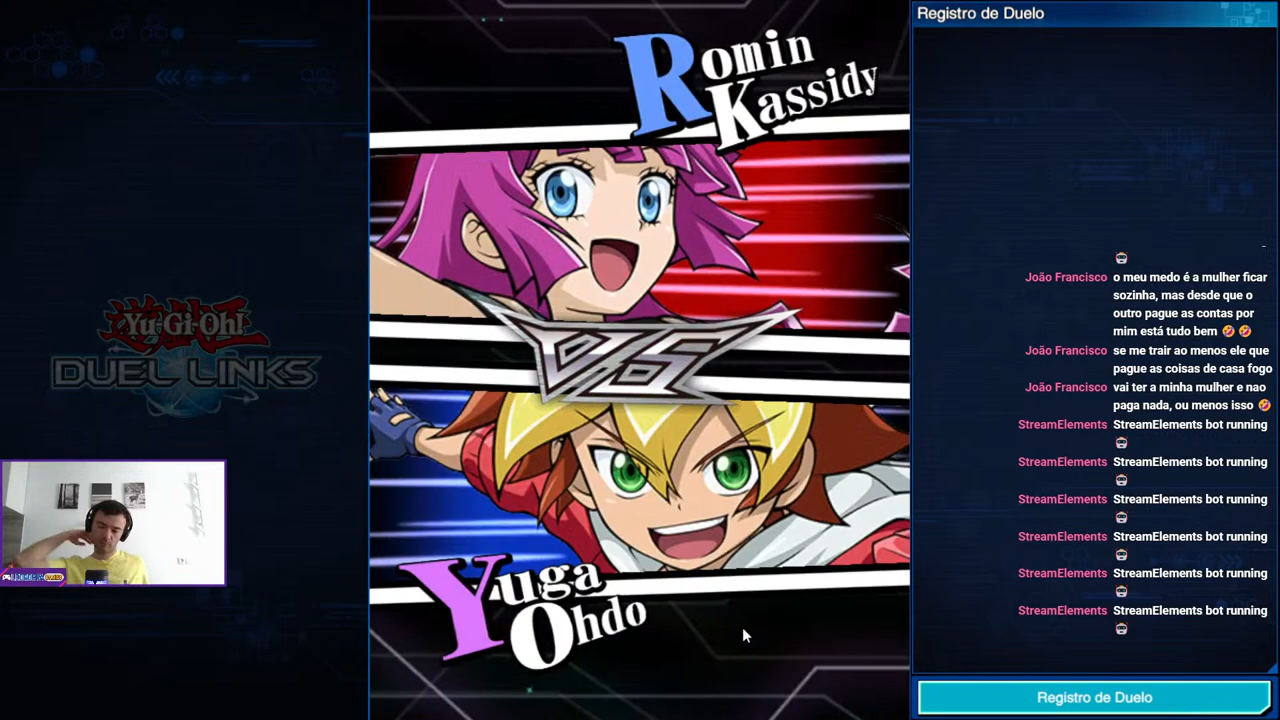 Registro de Duelo
Romin
Kassidy
VS
Yu-Gi-Oh!
DUEL LINKS
Yuga
Ohdo
João Francisco o meu medo é a mulher ficar
sozinha, mas desde que o
outro pague as contas por
mim está tudo bem 🤣 🤣
João Francisco se me trair ao menos ele que
pague as coisas de casa fogo
João Francisco vai ter a minha mulher e nao
paga nada, ou menos isso 🤣
StreamElements StreamElements bot running
StreamElements StreamElements bot running
StreamElements StreamElements bot running
StreamElements StreamElements bot running
StreamElements StreamElements bot running
StreamElements StreamElements bot running
Registro de Duelo